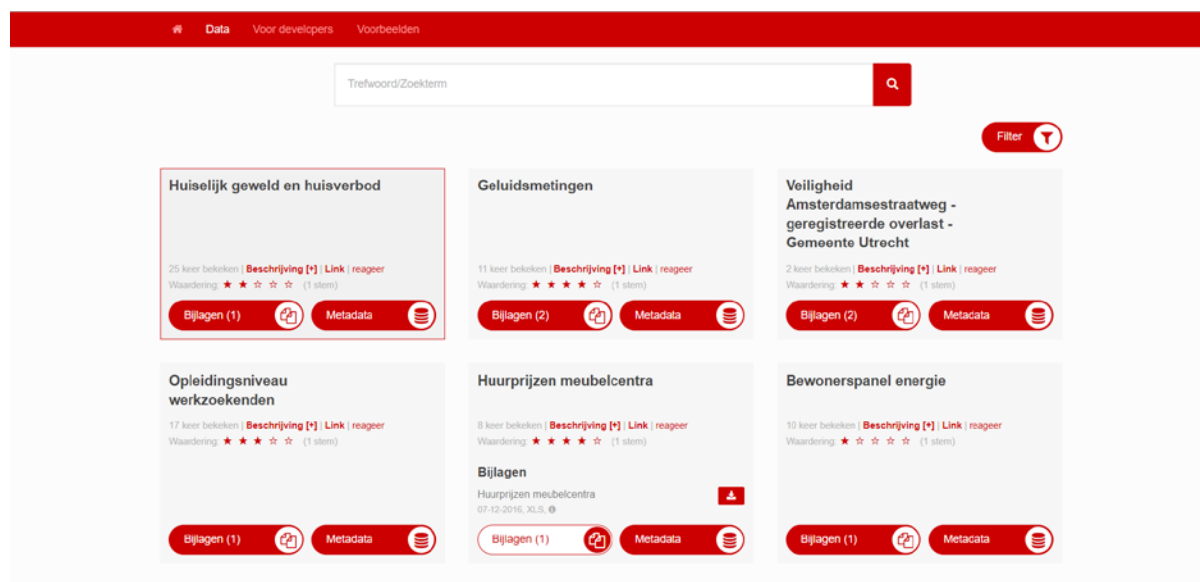 Data Voor developers Voorbeelden
Trefwoord/Zoekterm
Filter
Huiselijk geweld en huisverbod
25 keer bekeken | Beschrijving [+] | Link | reageer
Waardering: ★ ★ ☆ ☆ ☆ (1 stem)
Bijlagen (1) Metadata
Geluidsmetingen
11 keer bekeken | Beschrijving [+] | Link | reageer
Waardering: ★ ★ ★ ★ ☆ (1 stem)
Bijlagen (2) Metadata
Veiligheid
Amsterdamsestraatweg -
geregistreerde overlast -
Gemeente Utrecht
2 keer bekeken | Beschrijving [+] | Link | reageer
Waardering: ★ ★ ☆ ☆ ☆ (1 stem)
Bijlagen (2) Metadata
Opleidingsniveau
werkzoekenden
17 keer bekeken | Beschrijving [+] | Link | reageer
Waardering: ★ ★ ★ ☆ ☆ (1 stem)
Bijlagen (1) Metadata
Huurprijzen meubelcentra
8 keer bekeken | Beschrijving [+] | Link | reageer
Waardering: ★ ★ ★ ★ ☆ (1 stem)
Bijlagen
Huurprijzen meubelcentra
07-12-2016, XLS,
Bijlagen (1) Metadata
Bewonerspanel energie
10 keer bekeken | Beschrijving [+] | Link | reageer
Waardering: ★ ☆ ☆ ☆ ☆ (1 stem)
Bijlagen (1) Metadata